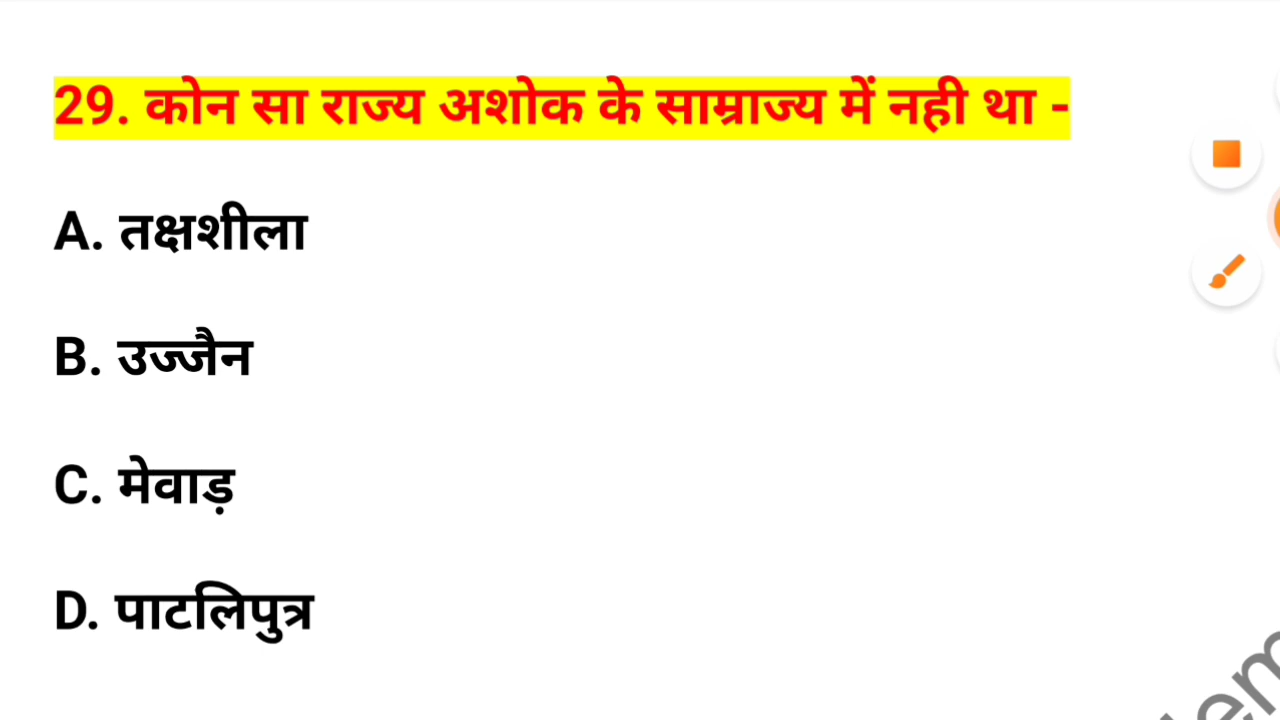 29. कोन सा राज्य अशोक के साम्राज्य में नही था -
A. तक्षशीला
B. उज्जैन
C. मेवाड़
D. पाटलिपुत्र